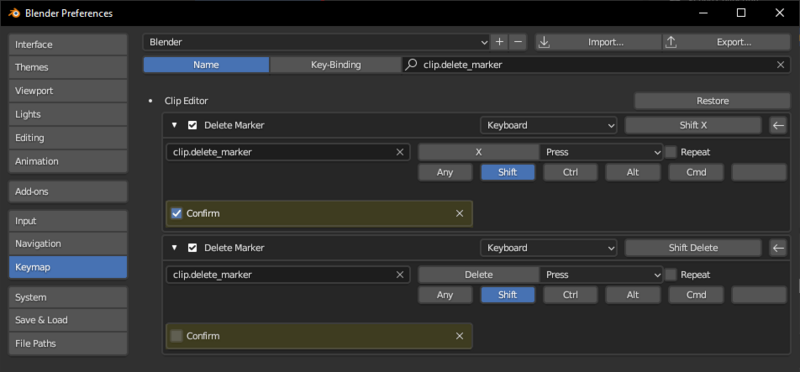 Blender Preferences
Interface
Themes
Viewport
Lights
Editing
Animation
Add-ons
Input
Navigation
Keymap
System
Save & Load
File Paths
Blender
Import...
Export...
Name
Key-Binding
clip.delete_marker
Clip Editor
Restore
Delete Marker
Keyboard
Shift X
clip.delete_marker
X
Press
Repeat
Any
Shift
Ctrl
Alt
Cmd
Confirm
Delete Marker
Keyboard
Shift Delete
clip.delete_marker
Delete
Press
Repeat
Any
Shift
Ctrl
Alt
Cmd
Confirm